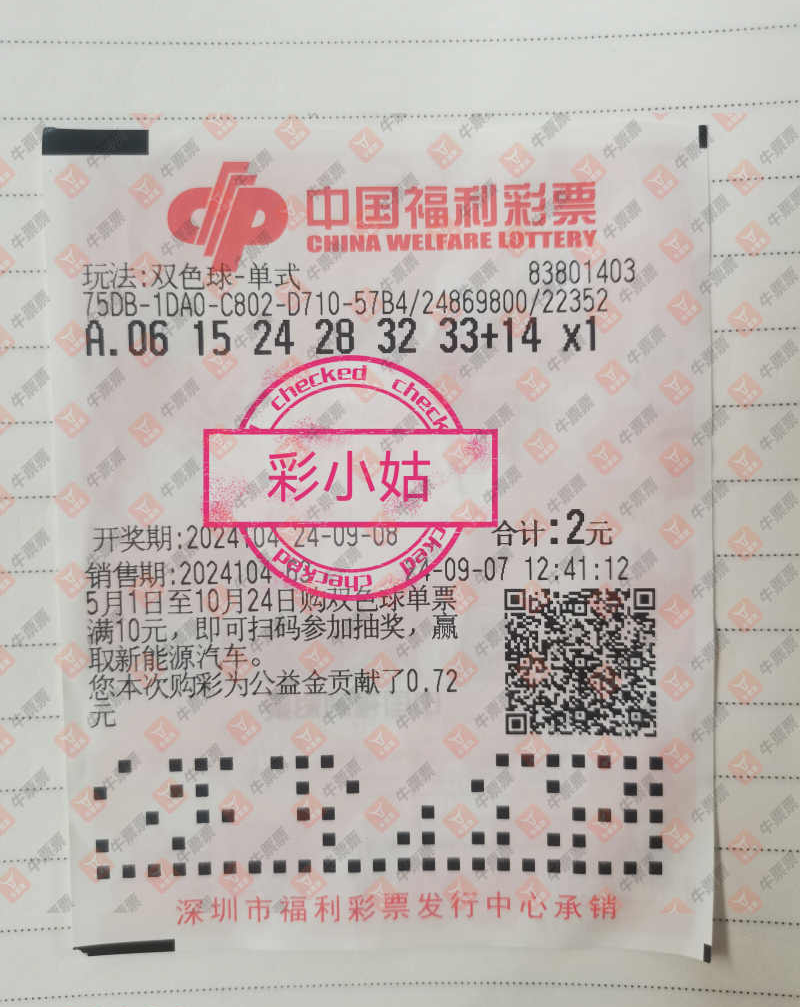 中国福利彩票
CHINA WELFARE LOTTERY
玩法:双色球-单式 83801403
75DB-1DA0-C802-D710-57B4/24869800/22352
A.06 15 24 28 32 33+14 x1
checked checked
彩小姑
开奖期:2024104 24-09-08 合计:2元
checked
销售期:2024104 24-09-07 12:41:12
5月1日至10月24日购双色球单票
满10元，即可扫码参加抽奖，赢
取新能源汽车。
您本次购彩为公益金贡献了0.72
元
深圳市福利彩票发行中心承销
牛票票